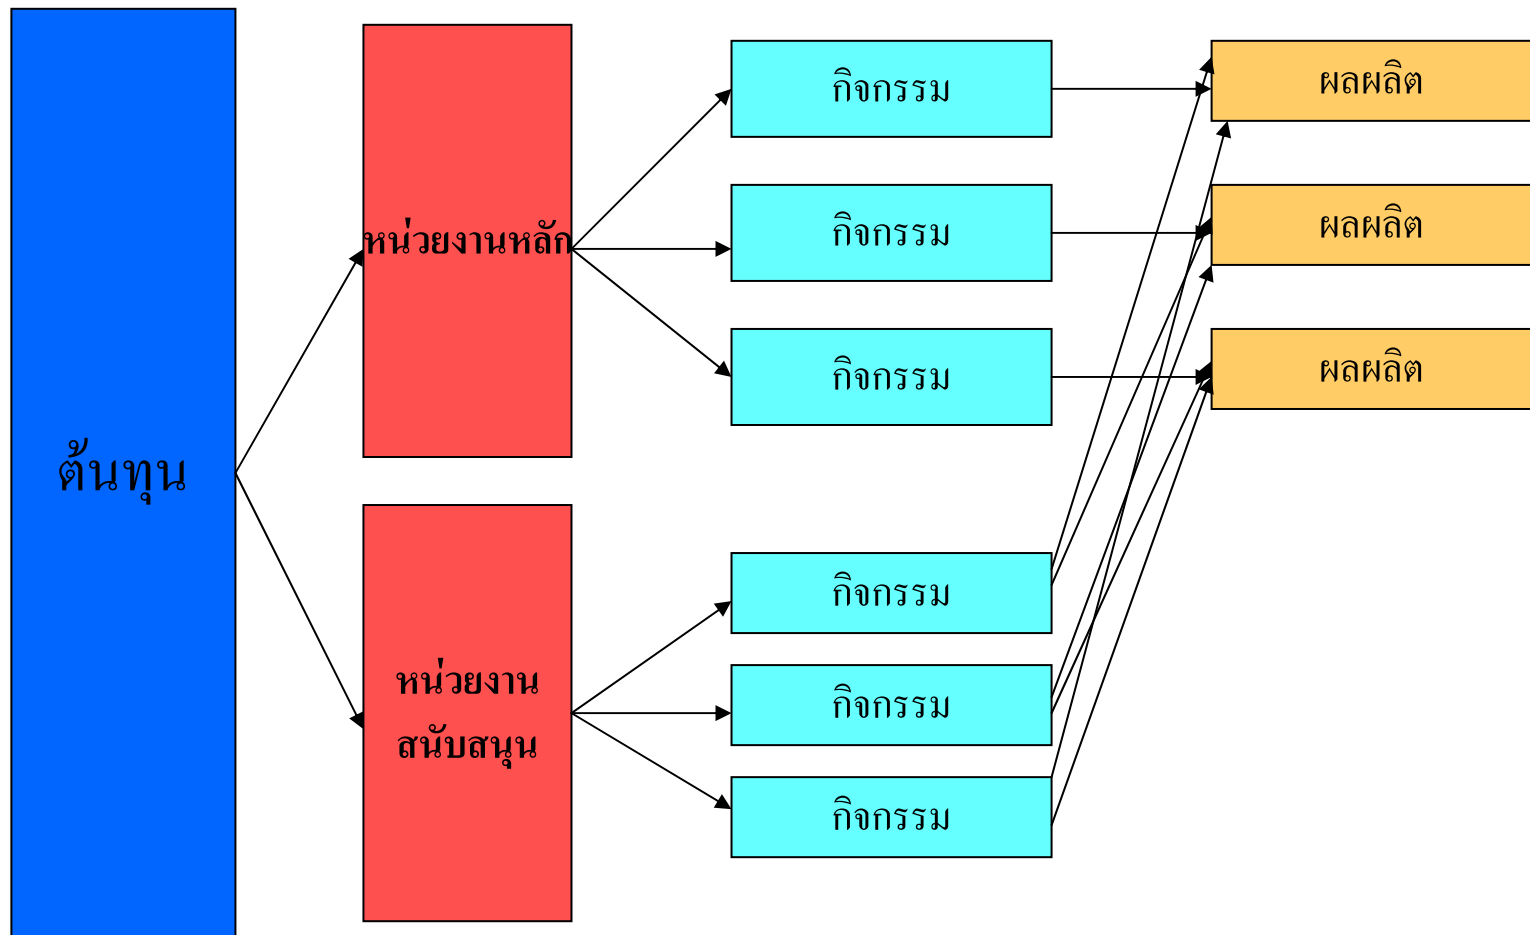 ต้นทุน
หน่วยงานหลัก
หน่วยงาน
สนับสนุน
กิจกรรม
กิจกรรม
กิจกรรม
กิจกรรม
กิจกรรม
กิจกรรม
ผลผลิต
ผลผลิต
ผลผลิต